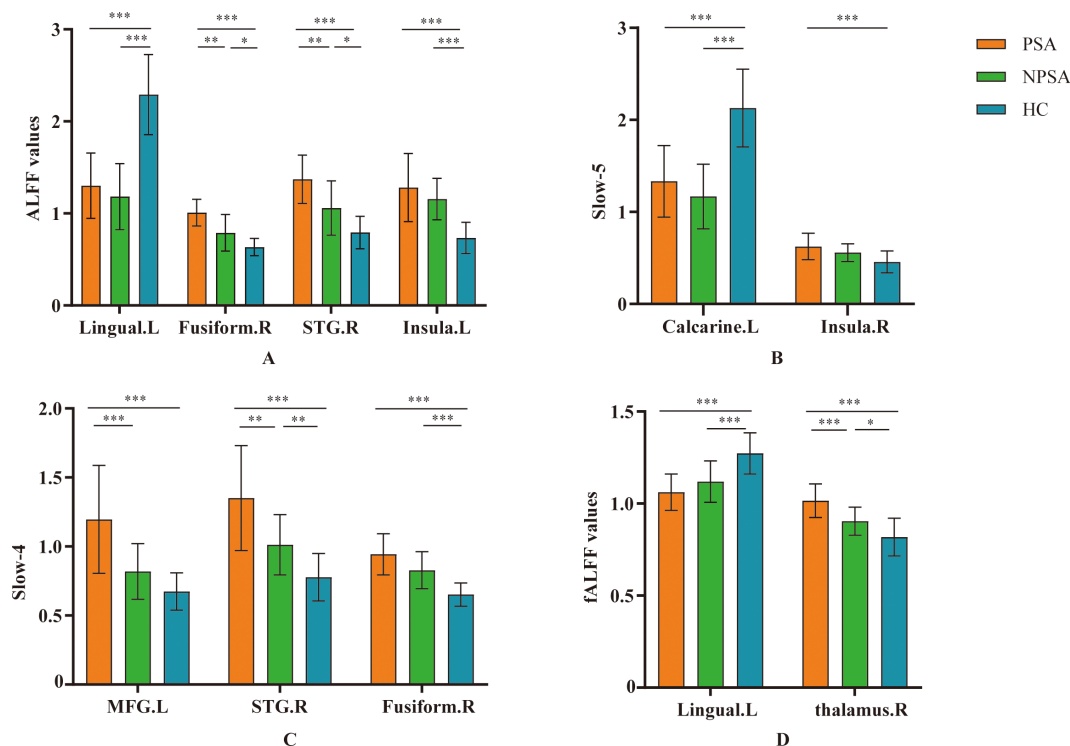 *** *** *** ***
*** ** * ** * ***
3
2
1
0
ALFF values
Lingual.L Fusiform.R STG.R Insula.L
A
*** ***
***
3
2
1
0
Slow-5
Calcarine.L Insula.R
B
PSA
NPSA
HC
*** *** ***
*** ** ** ***
2.0
1.5
1.0
0.5
0
Slow-4
MFG.L STG.R Fusiform.R
C
*** ***
*** *** *
1.5
1.0
0.5
0
fALFF values
Lingual.L thalamus.R
D